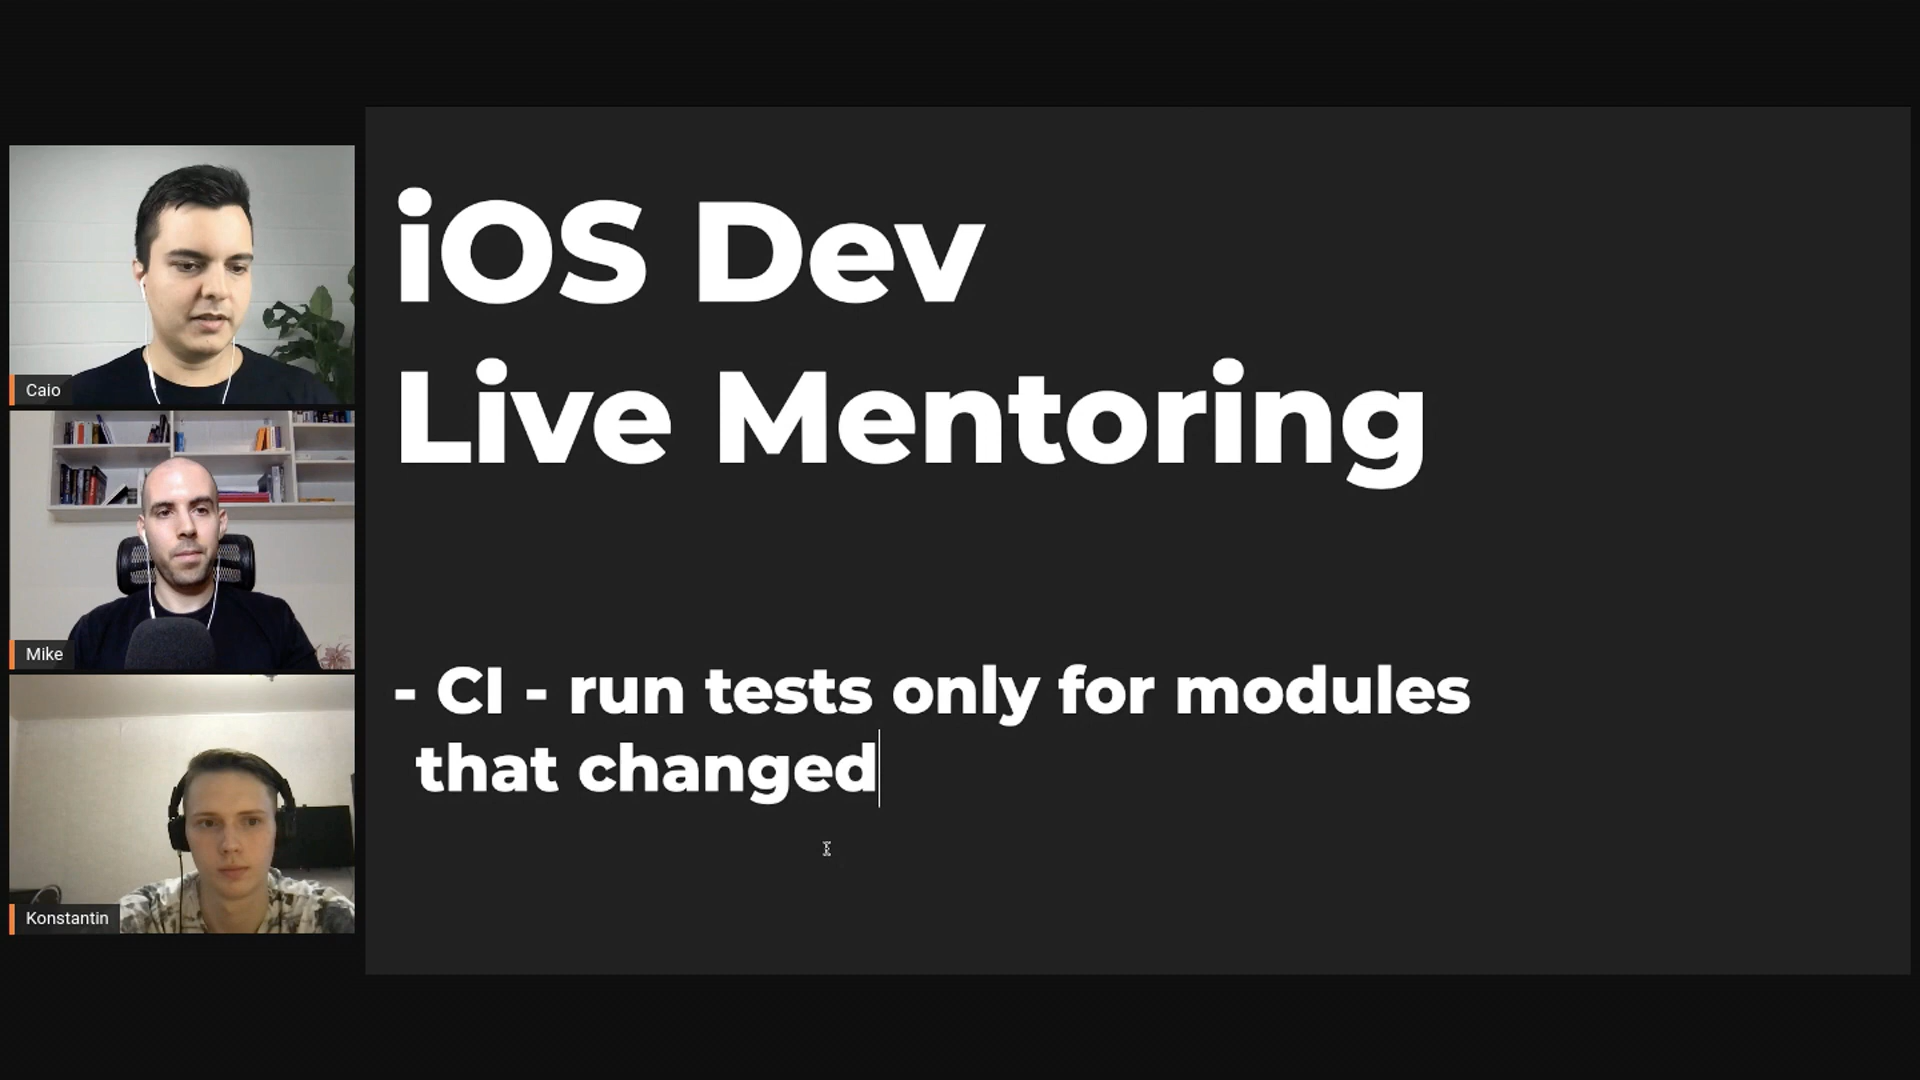 Caio
Mike
Konstantin
iOS Dev
Live Mentoring
- CI - run tests only for modules
that changed